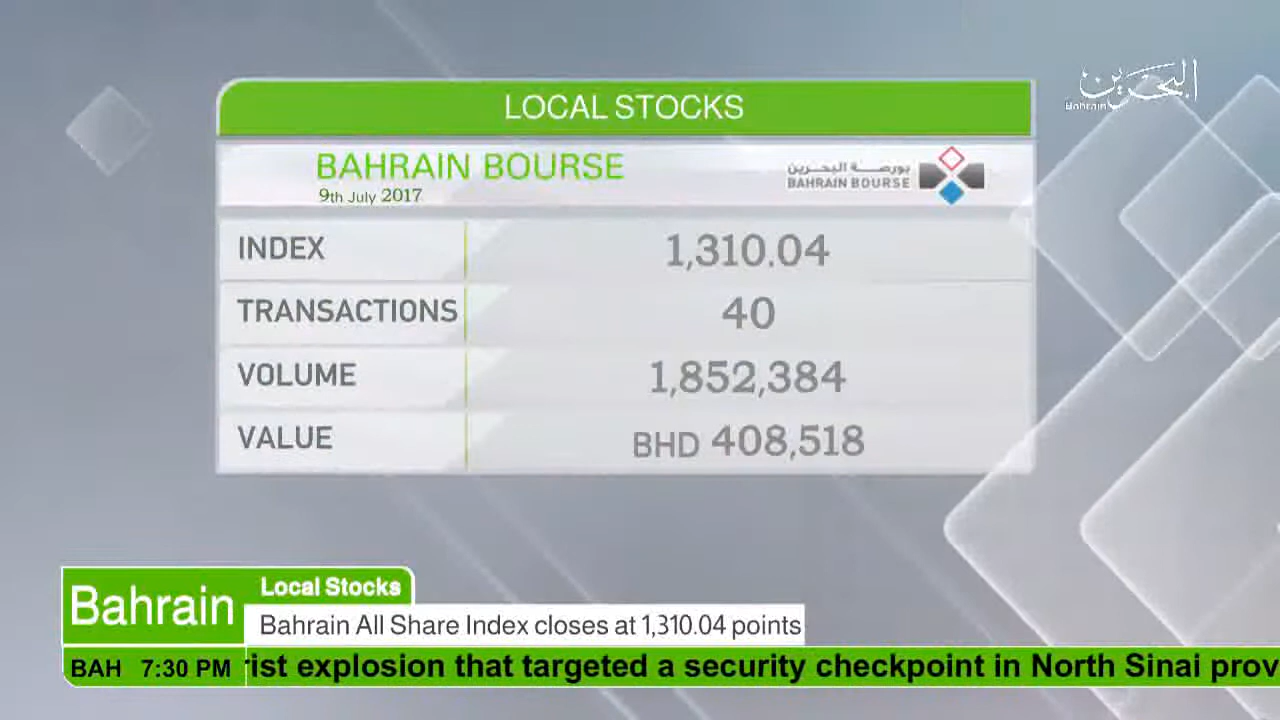 LOCAL STOCKS
البحرين
Bahrain
BAHRAIN BOURSE
9th July 2017
بورصة البحرين
BAHRAIN BOURSE
INDEX 1,310.04
TRANSACTIONS 40
VOLUME 1,852,384
VALUE BHD 408,518
Bahrain
Local Stocks
Bahrain All Share Index closes at 1,310.04 points
BAH 7:30 PM
rist explosion that targeted a security checkpoint in North Sinai prov